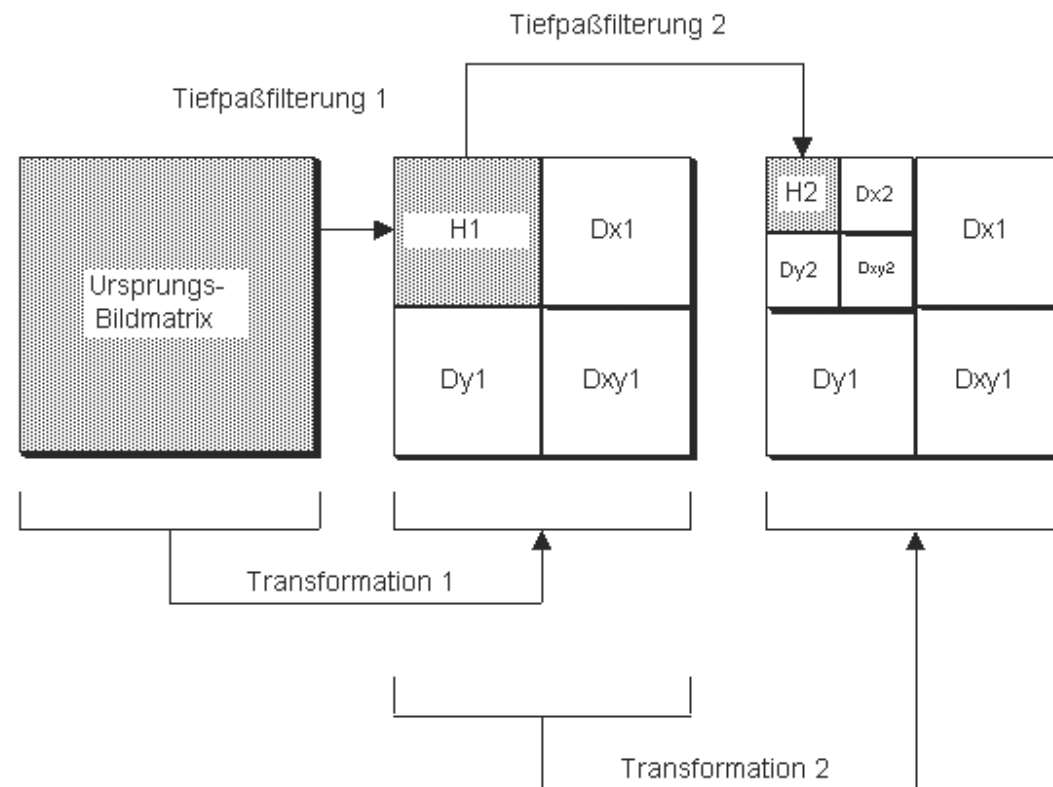 Tiefpaßfilterung 2
Tiefpaßfilterung 1
Ursprungs-
Bildmatrix
H1
Dx1
Dy1
Dxy1
H2
Dx2
Dy2
Dxy2
Dx1
Dy1
Dxy1
Transformation 1
Transformation 2